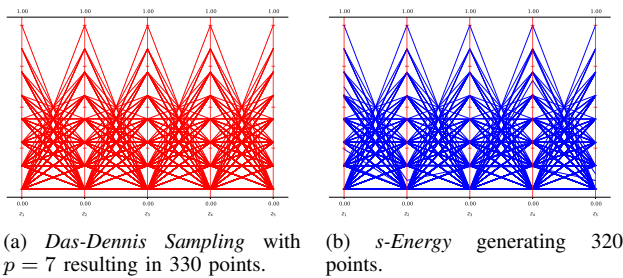 1.00 1.00 1.00 1.00 1.00
0.00 0.00 0.00 0.00 0.00
z₁ z₂ z₃ z₄ z₅
(a) Das-Dennis Sampling with
p = 7 resulting in 330 points.
1.00 1.00 1.00 1.00 1.00
0.00 0.00 0.00 0.00 0.00
z₁ z₂ z₃ z₄ z₅
(b) s-Energy generating 320
points.